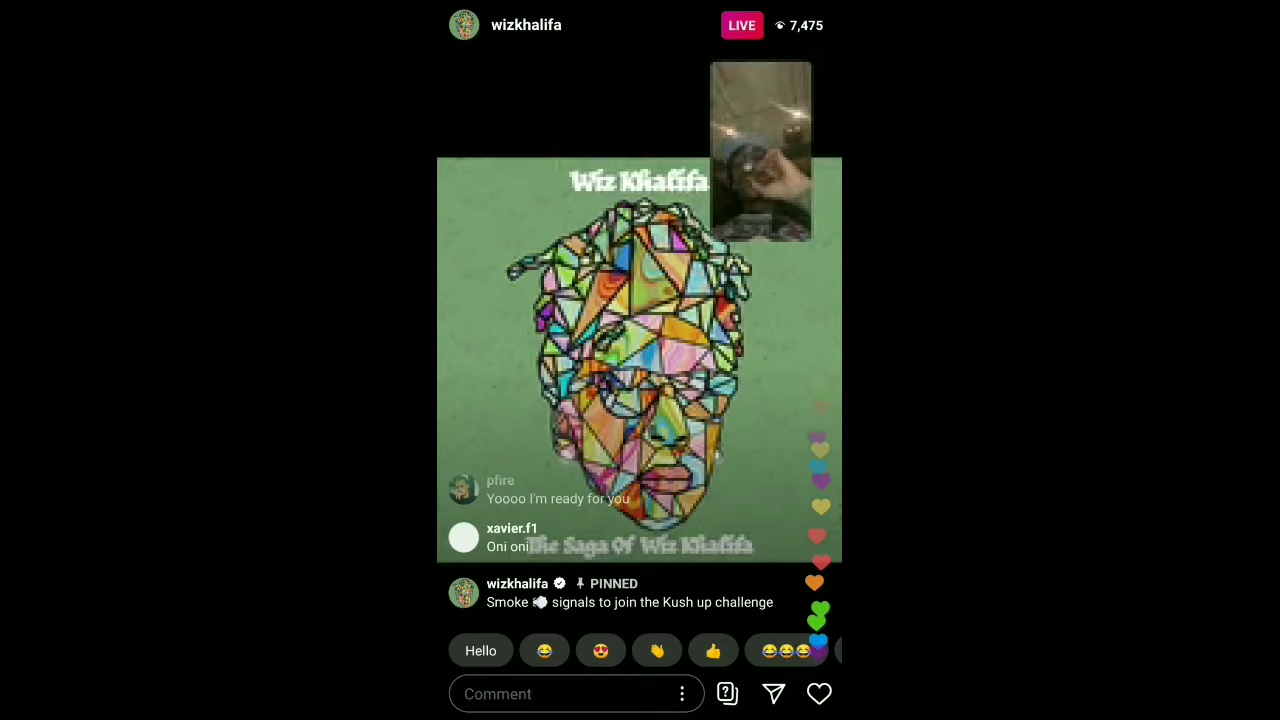 wizkhalifa
LIVE 7,475
Wiz Khalifa
pfire
Yoooo I'm ready for you
xavier.f1
Oni oni
The Saga Of Wiz Khalifa
wizkhalifa PINNED
Smoke 💨 signals to join the Kush up challenge
Hello 😂 😍 👏 👍 😂😂😂
Comment